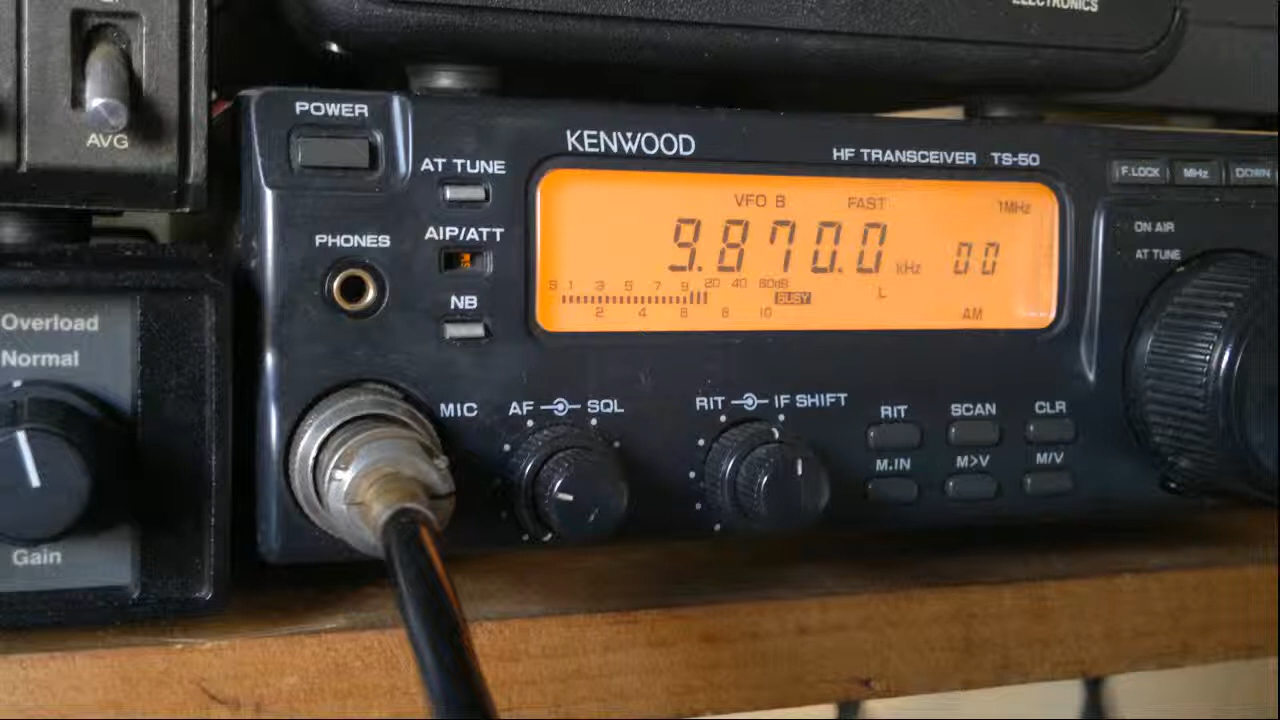 ELECTRONICS
AVG
POWER
KENWOOD
HF TRANSCEIVER TS-50
AT TUNE
F.LOCK MHz DOWN
VFO B FAST 1MHz
9.870.0 kHz 00
AIP/ATT
PHONES
ON AIR
AT TUNE
S 1 3 5 7 9 20 40 60dB
BUSY L
2 4 6 8 10 AM
NB
Overload
Normal
MIC AF SQL RIT IF SHIFT RIT SCAN CLR
M.IN M>V M/V
Gain